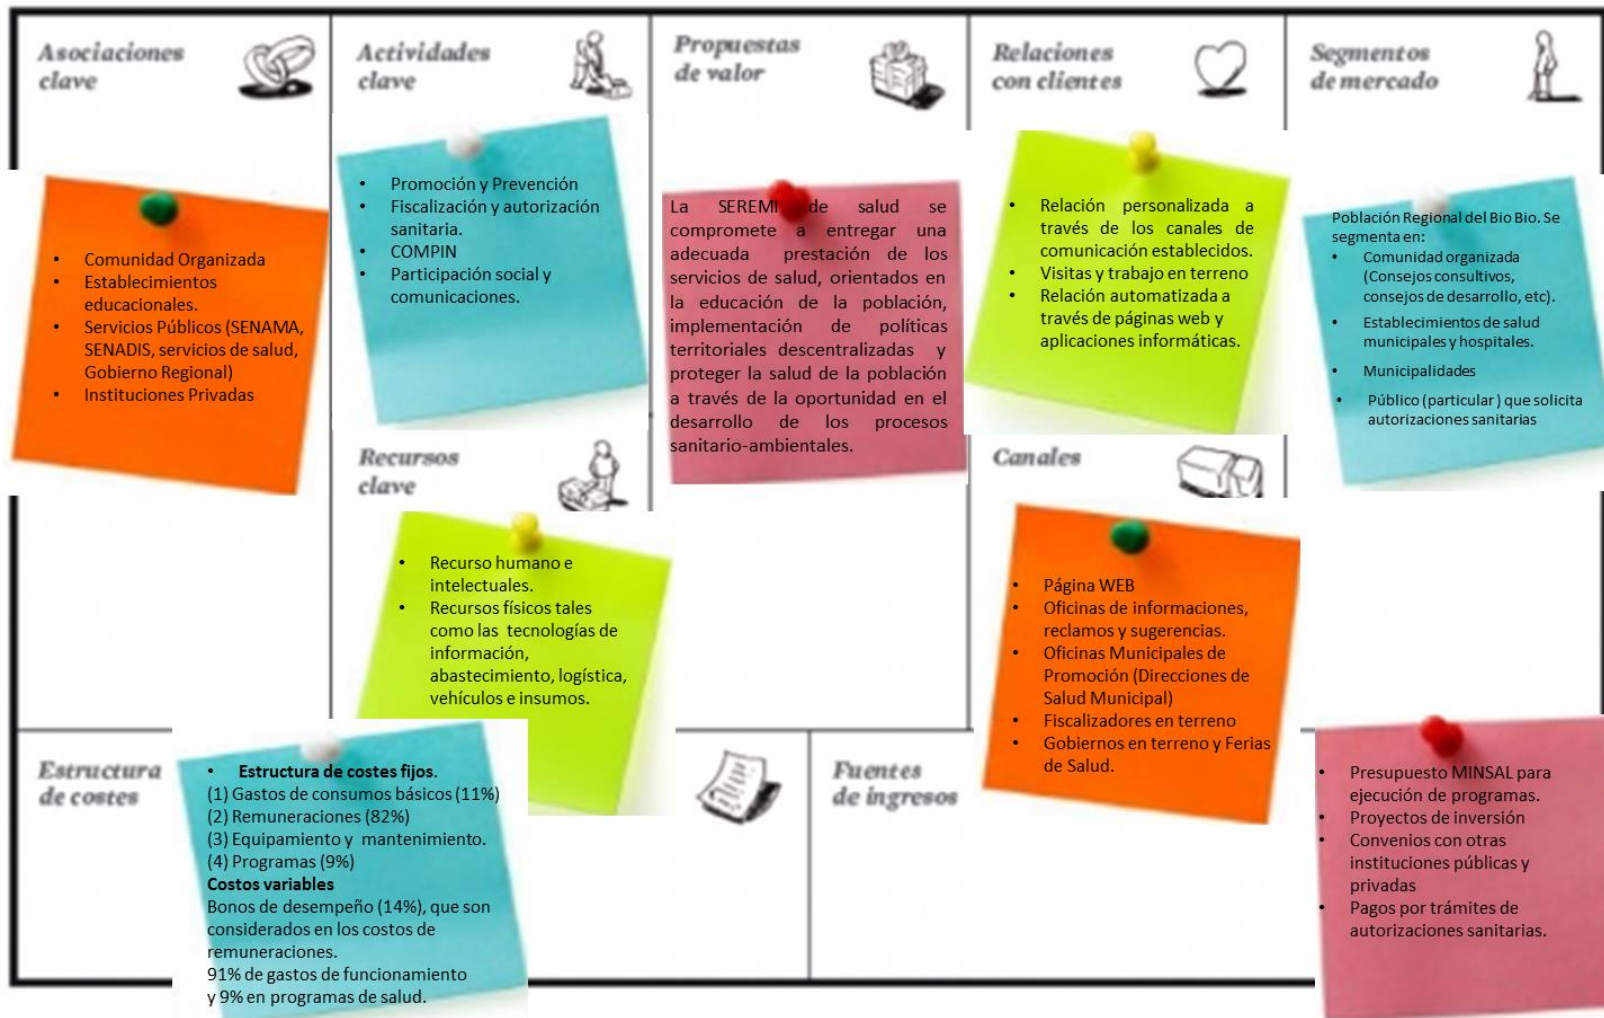 Asociaciones
clave
Comunidad Organizada
Establecimientos
educacionales.
Servicios Públicos (SENAMA,
SENADIS, servicios de salud,
Gobierno Regional)
Instituciones Privadas
Actividades
clave
Promoción y Prevención
Fiscalización y autorización
sanitaria.
COMPIN
Participación social y
comunicaciones.
Recursos
clave
Recurso humano e
intelectuales.
Recursos físicos tales
como las tecnologías de
información,
abastecimiento, logística,
vehículos e insumos.
Propuestas
de valor
La SEREMI de salud se
compromete a entregar una
adecuada prestación de los
servicios de salud, orientados en
la educación de la población,
implementación de políticas
territoriales descentralizadas y
proteger la salud de la población
a través de la oportunidad en el
desarrollo de los procesos
sanitario-ambientales.
Relaciones
con clientes
Relación personalizada a
través de los canales de
comunicación establecidos.
Visitas y trabajo en terreno
Relación automatizada a
través de páginas web y
aplicaciones informáticas.
Canales
Página WEB
Oficinas de informaciones,
reclamos y sugerencias.
Oficinas Municipales de
Promoción (Direcciones de
Salud Municipal)
Fiscalizadores en terreno
Gobiernos en terreno y Ferias
de Salud.
Segmentos
de mercado
Población Regional del Bio Bio. Se
segmenta en:
Comunidad organizada
(Consejos consultivos,
consejos de desarrollo, etc).
Establecimientos de salud
municipales y hospitales.
Municipalidades
Público (particular) que solicita
autorizaciones sanitarias
Estructura
de costes
Estructura de costes fijos.
(1) Gastos de consumos básicos (11%)
(2) Remuneraciones (82%)
(3) Equipamiento y mantenimiento.
(4) Programas (9%)
Costos variables
Bonos de desempeño (14%), que son
considerados en los costos de
remuneraciones.
91% de gastos de funcionamiento
y 9% en programas de salud.
Fuentes
de ingresos
Presupuesto MINSAL para
ejecución de programas.
Proyectos de inversión
Convenios con otras
instituciones públicas y
privadas
Pagos por trámites de
autorizaciones sanitarias.